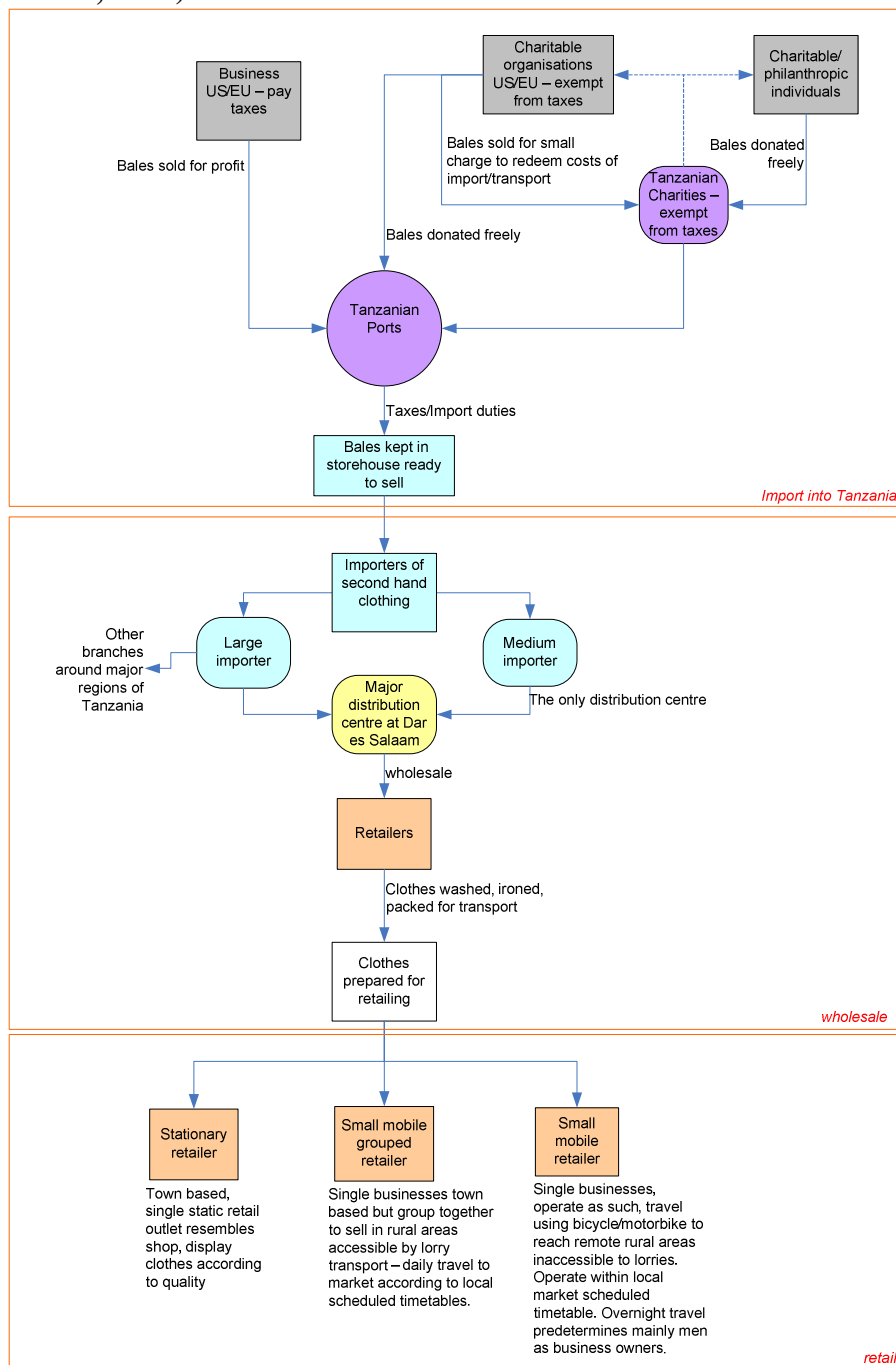 Business
US/EU – pay
taxes
Charitable
organisations
US/EU – exempt
from taxes
Charitable/
philanthropic
individuals
Bales sold for profit
Bales sold for small
charge to redeem costs of
import/transport
Bales donated
freely
Tanzanian
Charities –
exempt
from taxes
Bales donated freely
Tanzanian
Ports
Taxes/Import duties
Bales kept in
storehouse ready
to sell
Import into Tanzania
Importers of
second hand
clothing
Other
branches
around major
regions of
Tanzania
Large
importer
Medium
importer
Major
distribution
centre at Dar
es Salaam
The only distribution centre
wholesale
Retailers
Clothes washed, ironed,
packed for transport
Clothes
prepared for
retailing
wholesale
Stationary
retailer
Small mobile
grouped
retailer
Small
mobile
retailer
Town based,
single static retail
outlet resembles
shop, display
clothes according
to quality
Single businesses town
based but group together
to sell in rural areas
accessible by lorry
transport – daily travel to
market according to local
scheduled timetables.
Single businesses,
operate as such, travel
using bicycle/motorbike to
reach remote rural areas
inaccessible to lorries.
Operate within local
market scheduled
timetable. Overnight travel
predetermines mainly men
as business owners.
retail